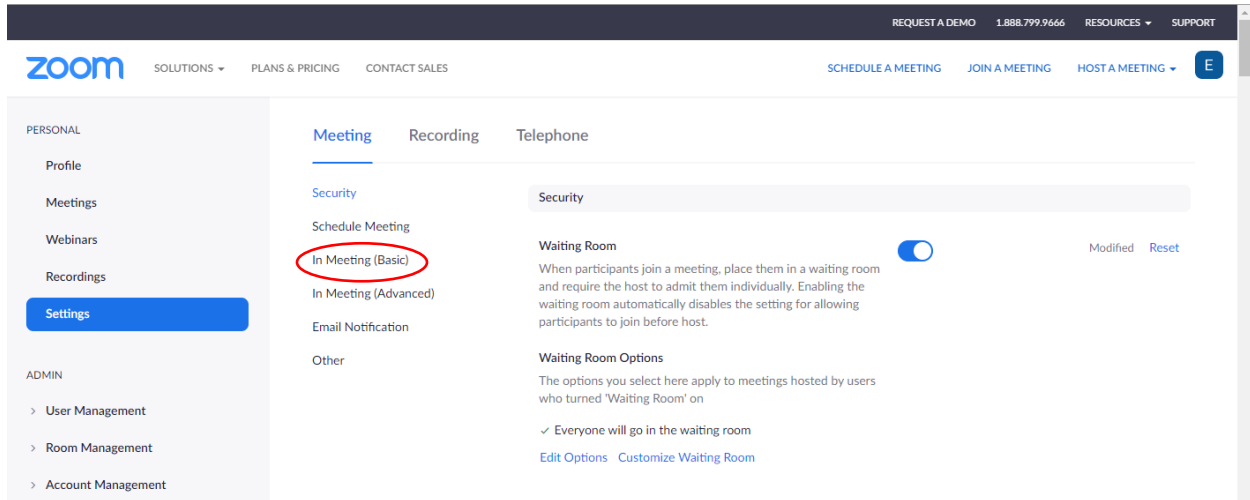 REQUEST A DEMO 1.888.799.9666 RESOURCES SUPPORT
zoom SOLUTIONS PLANS & PRICING CONTACT SALES SCHEDULE A MEETING JOIN A MEETING HOST A MEETING E
PERSONAL
Profile
Meetings
Webinars
Recordings
Settings
ADMIN
User Management
Room Management
Account Management
Meeting Recording Telephone
Security
Schedule Meeting
In Meeting (Basic)
In Meeting (Advanced)
Email Notification
Other
Security
Waiting Room
When participants join a meeting, place them in a waiting room
and require the host to admit them individually. Enabling the
waiting room automatically disables the setting for allowing
participants to join before host.
Modified Reset
Waiting Room Options
The options you select here apply to meetings hosted by users
who turned 'Waiting Room' on
✓ Everyone will go in the waiting room
Edit Options Customize Waiting Room